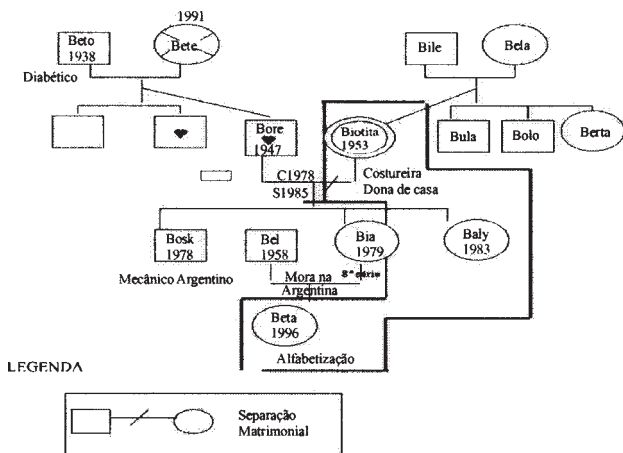 1991
Beto
1938
Bete
Diabético
Bile
Bela
Bore
1947
Biotita
1953
Bula
Bolo
Berta
C1978
S1985
Costureira
Dona de casa
Bosk
1978
Bel
1958
Bia
1979
Baly
1983
Mecânico Argentino
Mora na
Argentina
8ª série
Beta
1996
Alfabetização
LEGENDA
Separação
Matrimonial